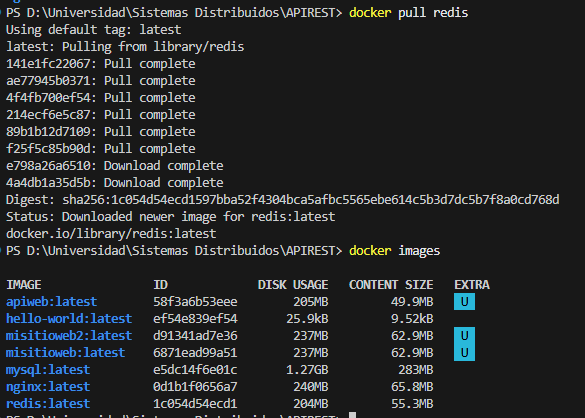 PS D:\Universidad\Sistemas Distribuidos\APIREST> docker pull redis
Using default tag: latest
latest: Pulling from library/redis
141e1fc22067: Pull complete
ae77945b0371: Pull complete
4f4fb700ef54: Pull complete
214ecf6e5c87: Pull complete
89b1b12d7109: Pull complete
f25f5c85b90d: Pull complete
e798a26a6510: Download complete
4a4db1a35d5b: Download complete
Digest: sha256:1c054d54ecd1597bba52f4304bca5afbc5565ebe614c5b3d7dc5b7f8a0cd768d
Status: Downloaded newer image for redis:latest
docker.io/library/redis:latest
PS D:\Universidad\Sistemas Distribuidos\APIREST> docker images
IMAGE ID DISK USAGE CONTENT SIZE EXTRA
apiweb:latest 58f3a6b53eee 205MB 49.9MB U
hello-world:latest ef54e839ef54 25.9kB 9.52kB
misitioweb2:latest d91341ad7e36 237MB 62.9MB U
misitioweb:latest 6871ead99a51 237MB 62.9MB U
mysql:latest e5dc14f6e01c 1.27GB 283MB
nginx:latest 0d1b1f0656a7 240MB 65.8MB
redis:latest 1c054d54ecd1 204MB 55.3MB
PS D:\Universidad\Sistemas Distribuidos\APIREST>